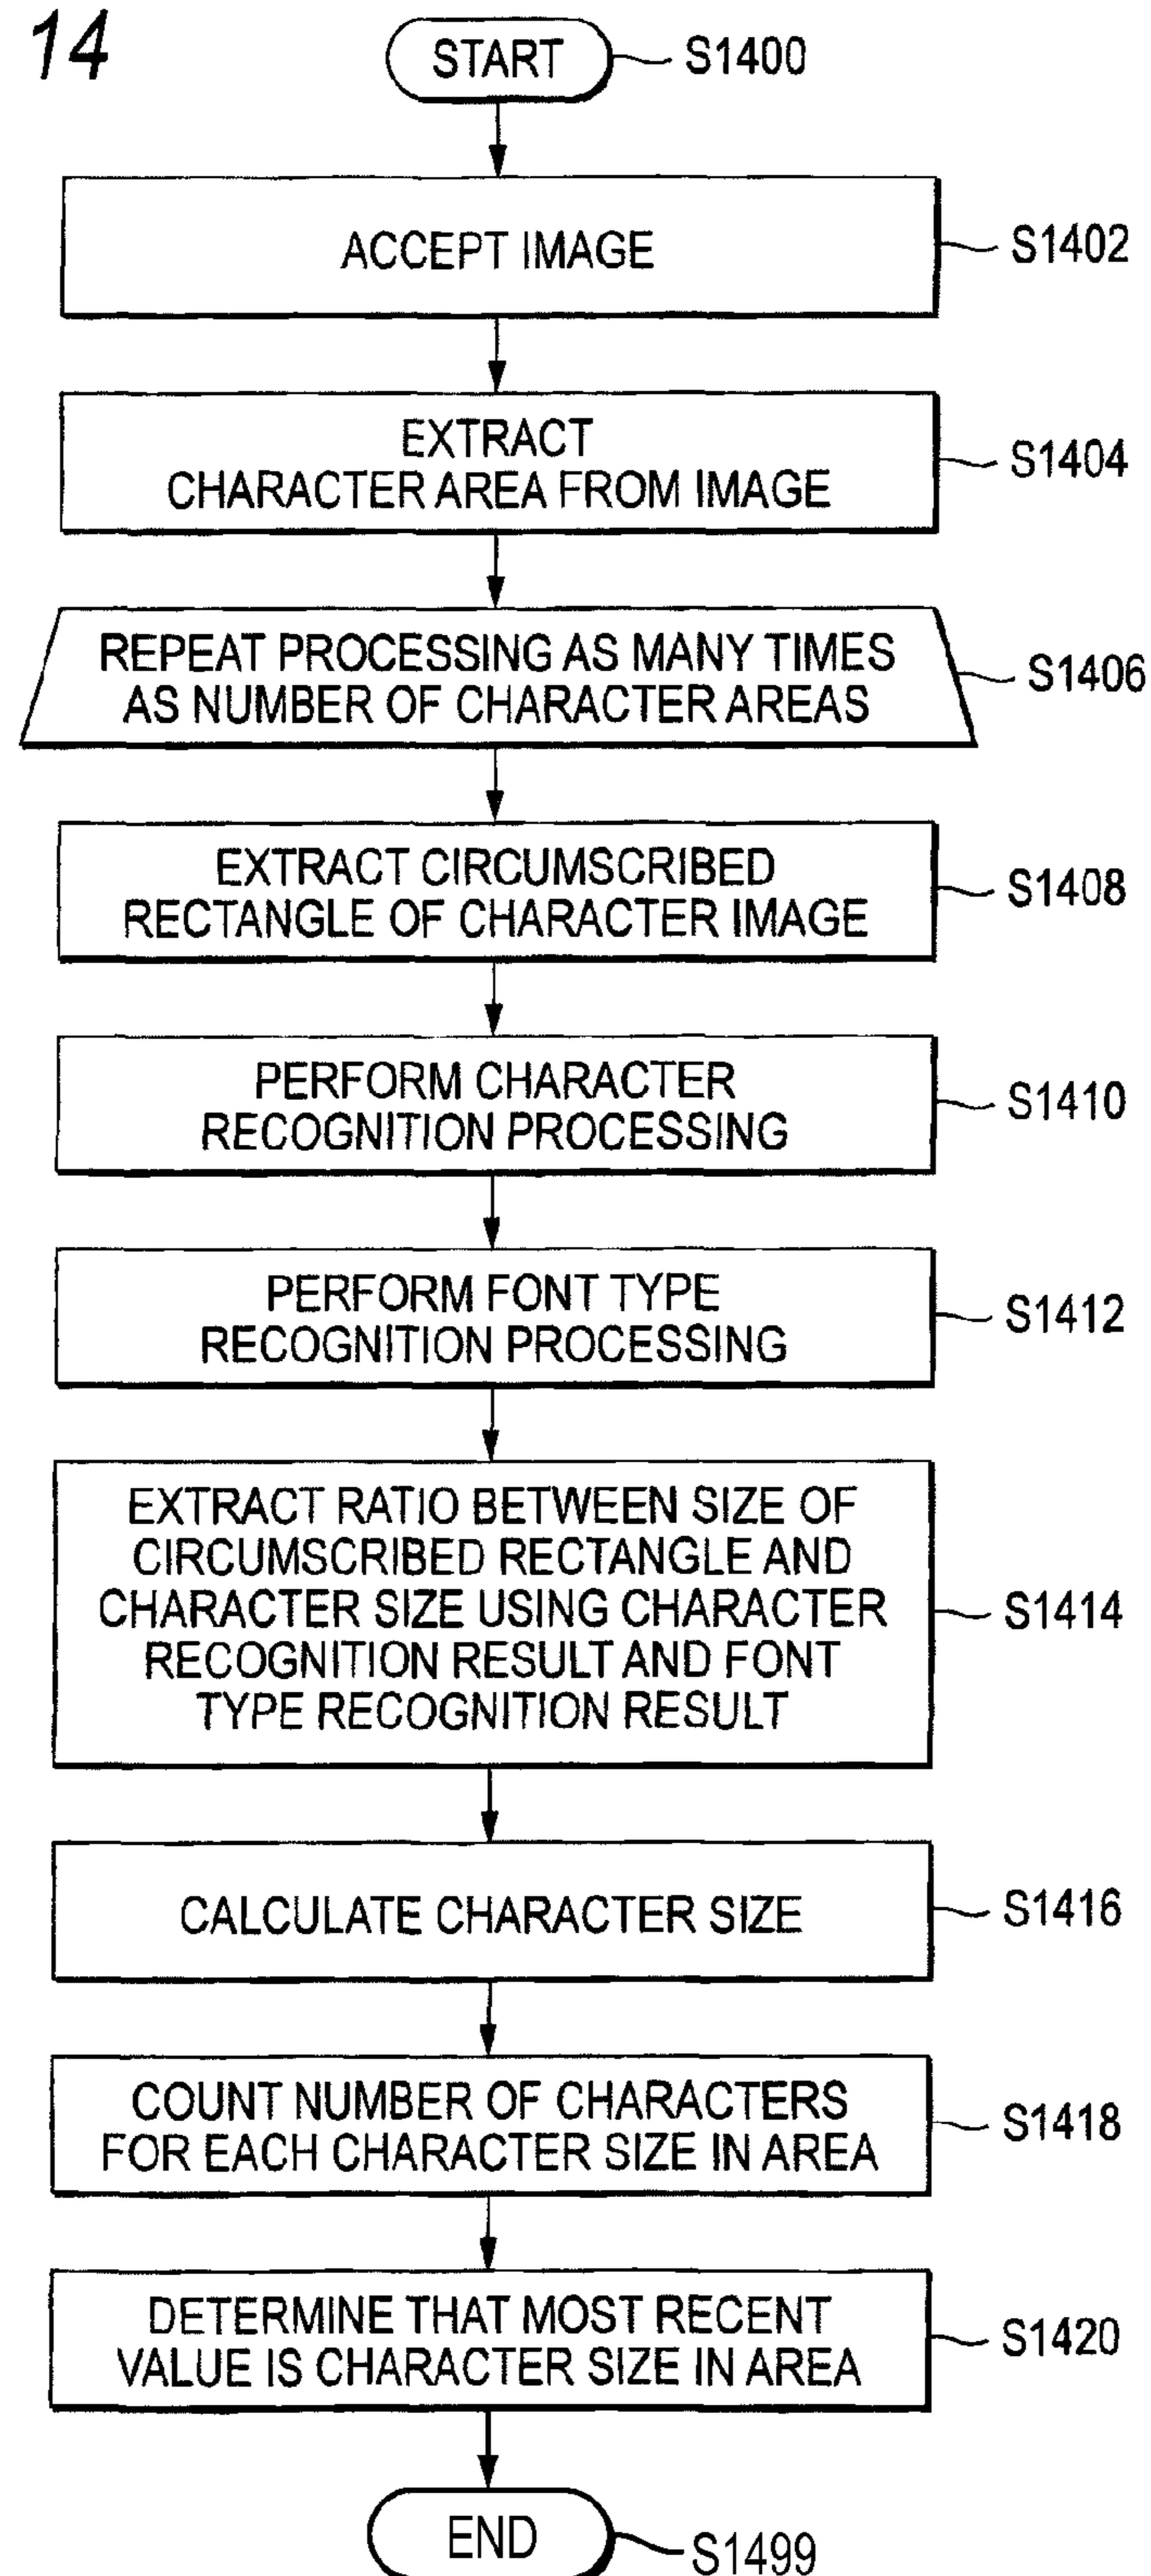 14
START S1400
ACCEPT IMAGE S1402
EXTRACT
CHARACTER AREA FROM IMAGE S1404
REPEAT PROCESSING AS MANY TIMES
AS NUMBER OF CHARACTER AREAS S1406
EXTRACT CIRCUMSCRIBED
RECTANGLE OF CHARACTER IMAGE S1408
PERFORM CHARACTER
RECOGNITION PROCESSING S1410
PERFORM FONT TYPE
RECOGNITION PROCESSING S1412
EXTRACT RATIO BETWEEN SIZE OF
CIRCUMSCRIBED RECTANGLE AND
CHARACTER SIZE USING CHARACTER S1414
RECOGNITION RESULT AND FONT
TYPE RECOGNITION RESULT
CALCULATE CHARACTER SIZE S1416
COUNT NUMBER OF CHARACTERS
FOR EACH CHARACTER SIZE IN AREA S1418
DETERMINE THAT MOST RECENT
VALUE IS CHARACTER SIZE IN AREA S1420
END S1499